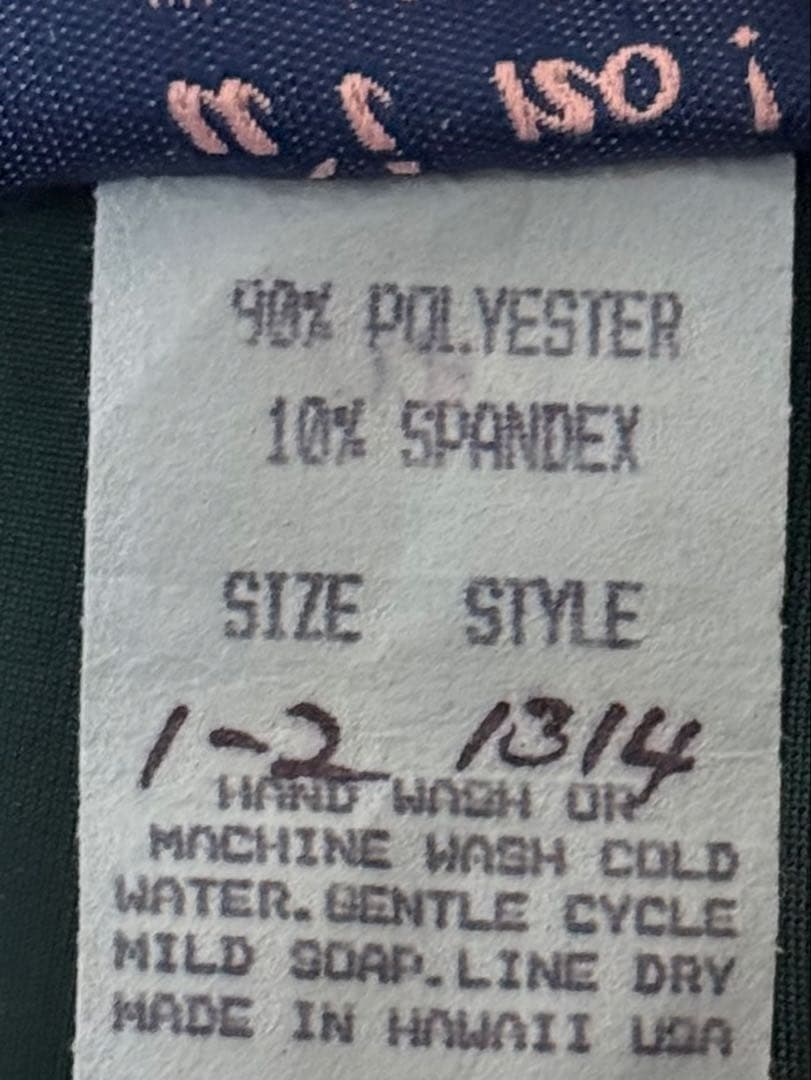 90% POLYESTER
10% SPANDEX
SIZE STYLE
1-2 1314
HAND WASH OR
MACHINE WASH COLD
WATER. GENTLE CYCLE
MILD SOAP. LINE DRY
MADE IN HAWAII USA